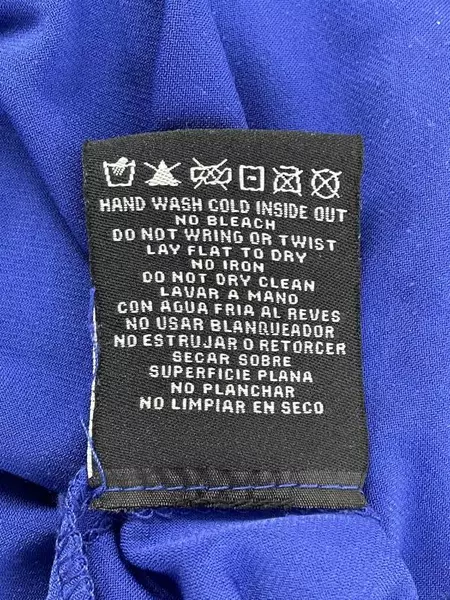 HAND WASH COLD INSIDE OUT
NO BLEACH
DO NOT WRING OR TWIST
LAY FLAT TO DRY
NO IRON
DO NOT DRY CLEAN
LAVAR A MANO
CON AGUA FRIA AL REVES
NO USAR BLANQUEADOR
NO ESTRUJAR O RETORCER
SECAR SOBRE
SUPERFICIE PLANA
NO PLANCHAR
NO LIMPIAR EN SECO